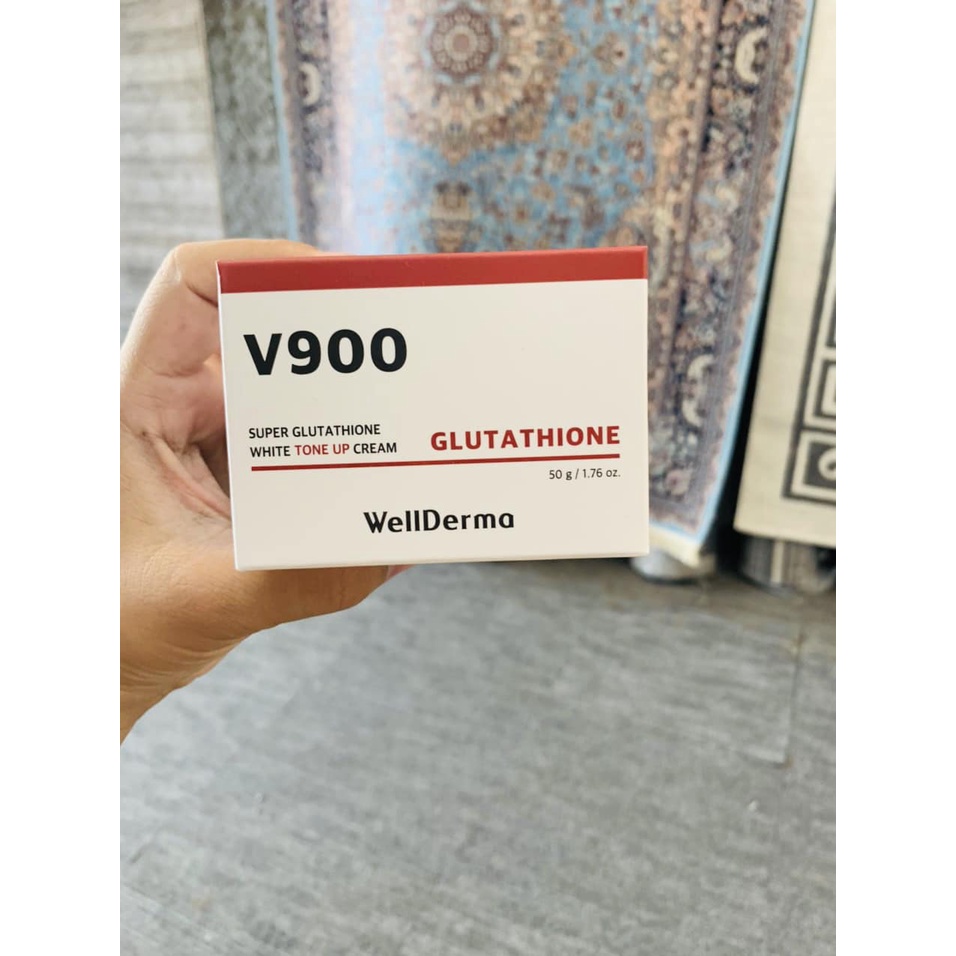 V900
SUPER GLUTATHIONE
WHITE TONE UP CREAM
GLUTATHIONE
50 g / 1.76 oz.
WellDerma